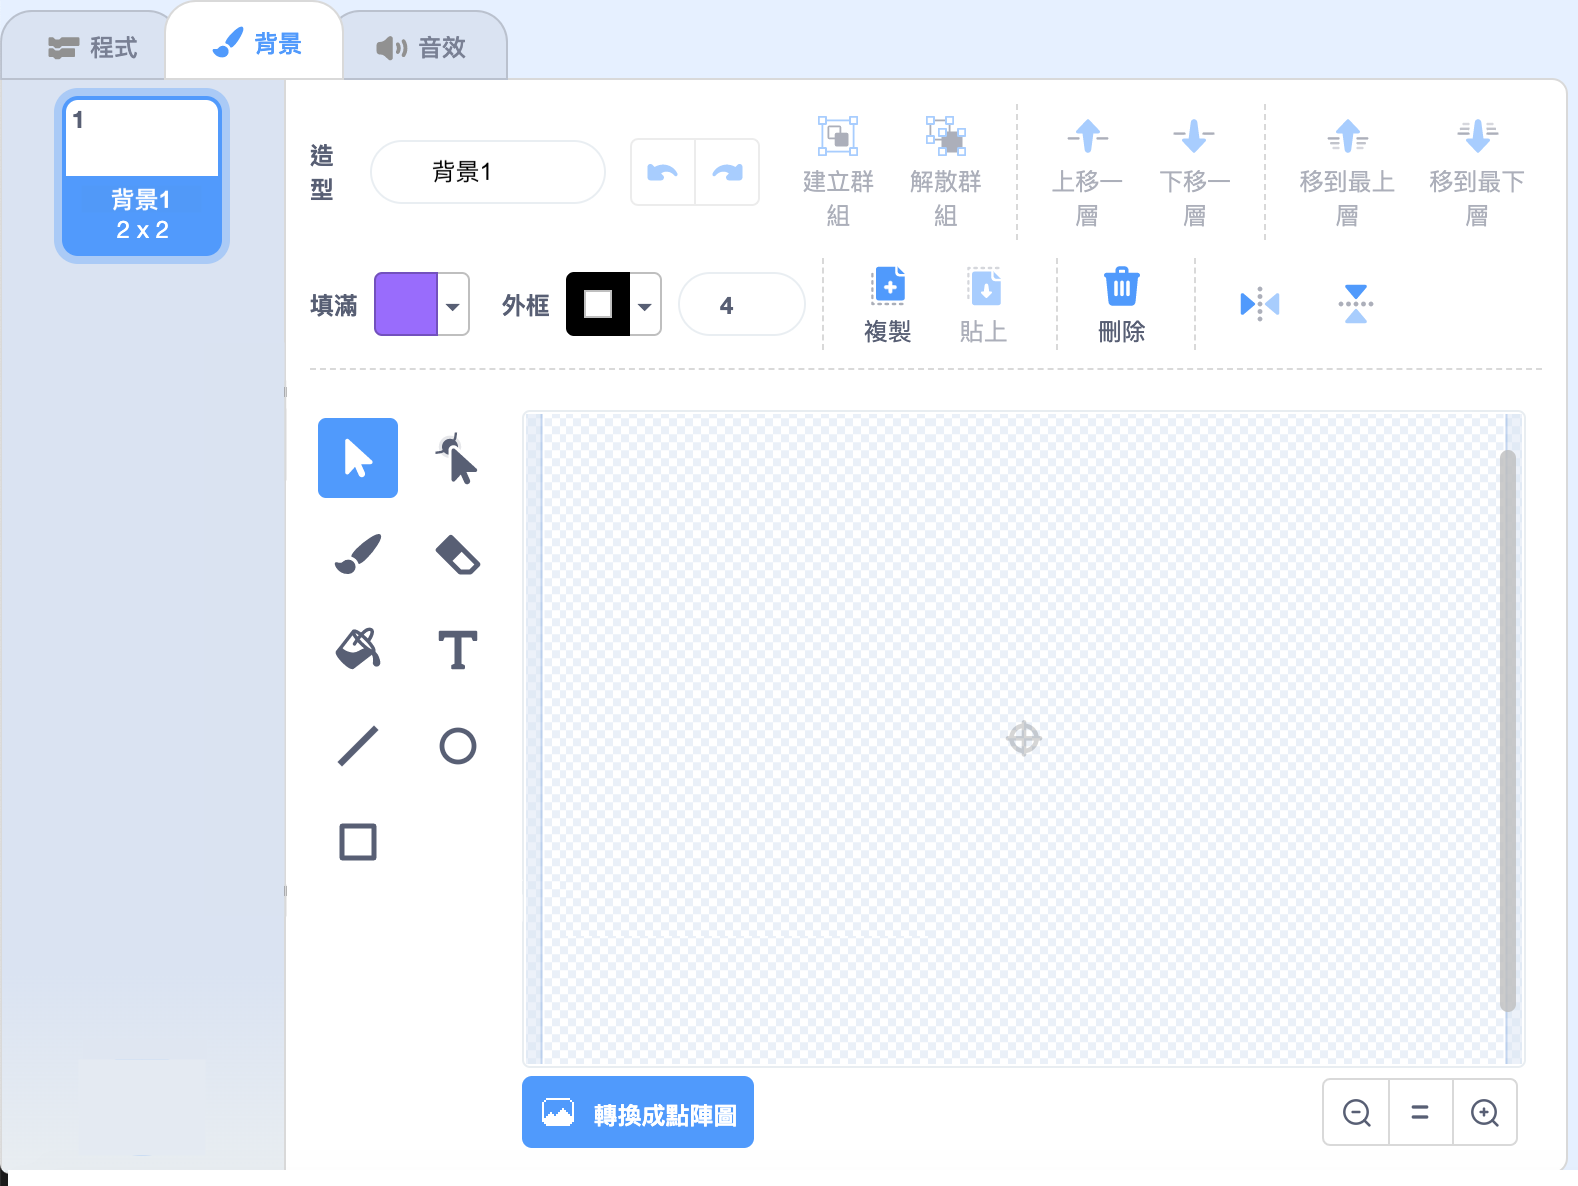 程式
背景
音效
1
背景1
2 x 2
造
型
背景1
建立群
組
解散群
組
上移一
層
下移一
層
移到最上
層
移到最下
層
填滿
外框
4
複製
貼上
刪除
轉換成點陣圖